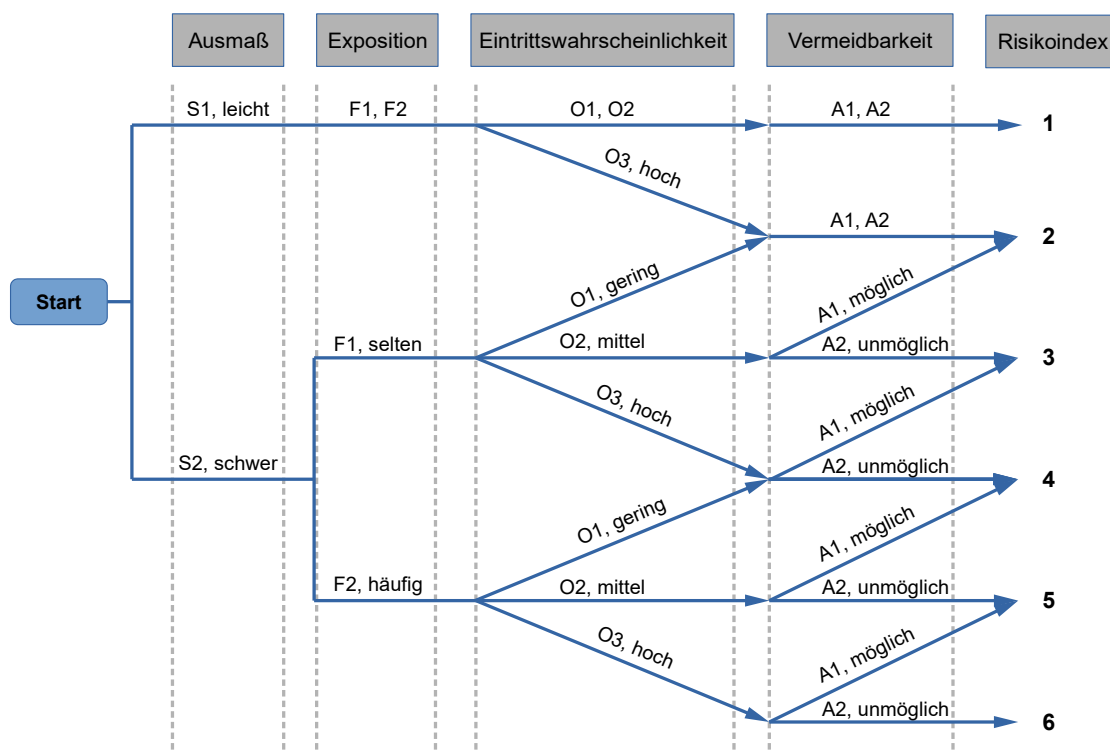 Ausmaß
Exposition
Eintrittswahrscheinlichkeit
Vermeidbarkeit
Risikoindex
S1, leicht
F1, F2
O1, O2
A1, A2
1
O3, hoch
A1, A2
2
Start
O1, gering
A1, möglich
F1, selten
O2, mittel
A2, unmöglich
3
O3, hoch
A1, möglich
S2, schwer
A2, unmöglich
4
O1, gering
A1, möglich
F2, häufig
O2, mittel
A2, unmöglich
5
O3, hoch
A1, möglich
A2, unmöglich
6